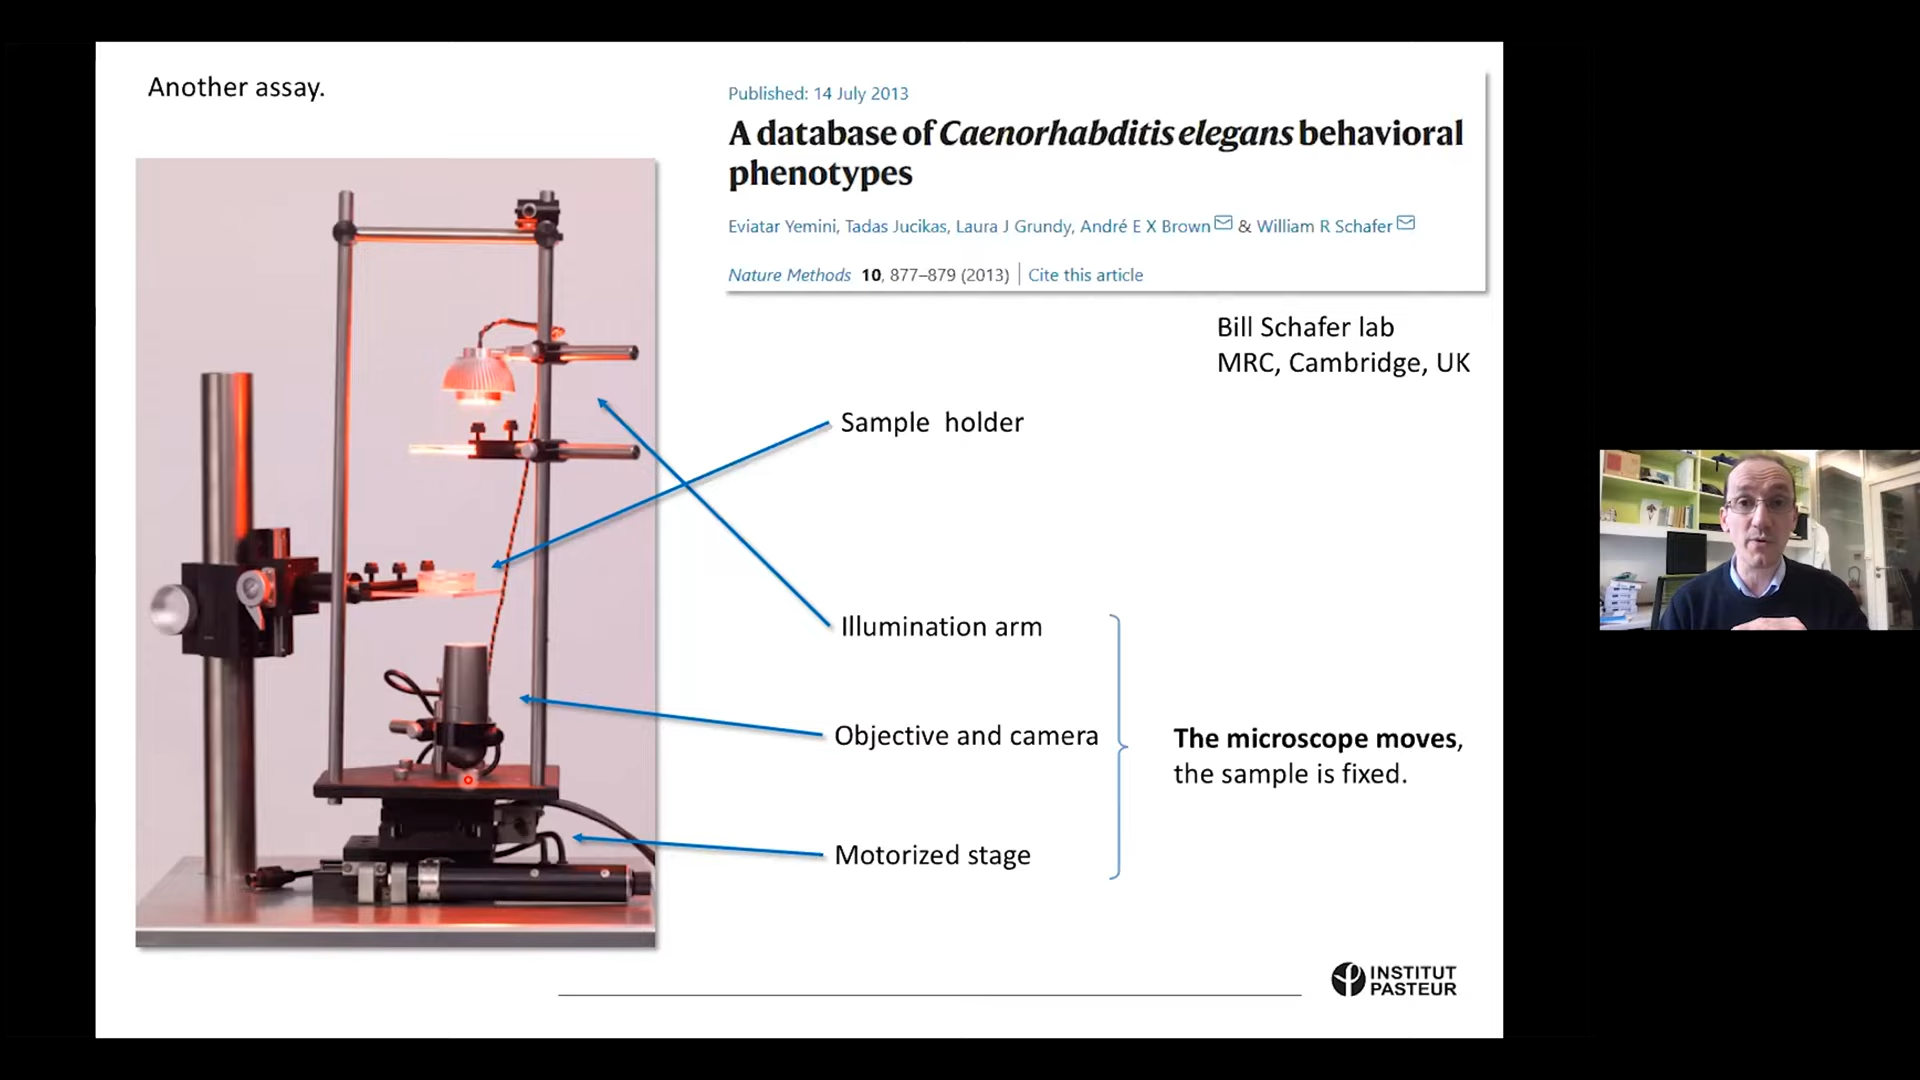 Another assay.
Published: 14 July 2013
A database of Caenorhabditis elegans behavioral
phenotypes
Eviatar Yemini, Tadas Jucikas, Laura J Grundy, André E X Brown & William R Schafer
Nature Methods 10, 877–879 (2013) | Cite this article
Bill Schafer lab
MRC, Cambridge, UK
Sample holder
Illumination arm
Objective and camera
The microscope moves,
the sample is fixed.
Motorized stage
INSTITUT
PASTEUR